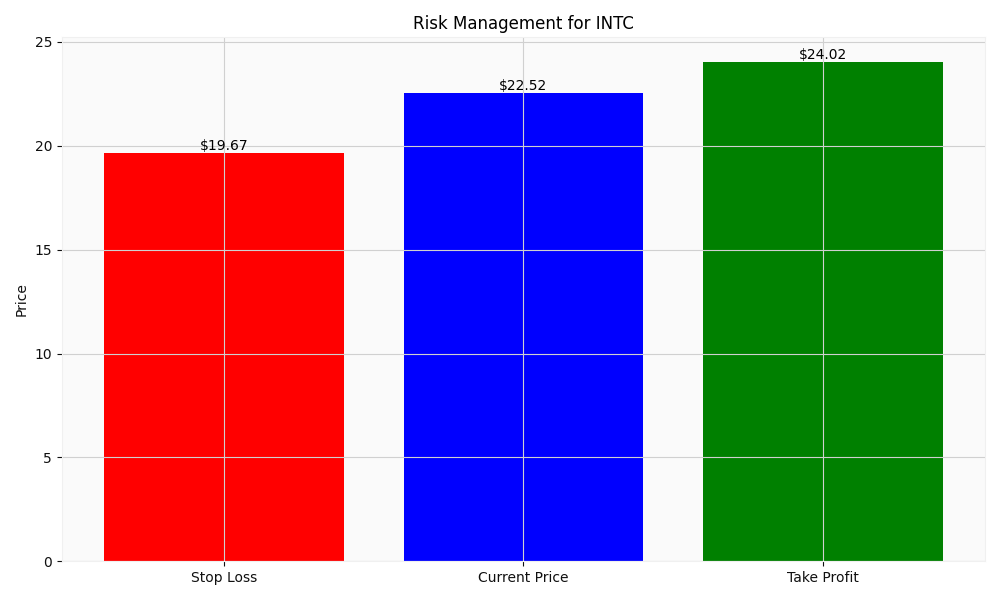 Risk Management for INTC
25
20
15
10
5
0
Price
$19.67
$22.52
$24.02
Stop Loss
Current Price
Take Profit